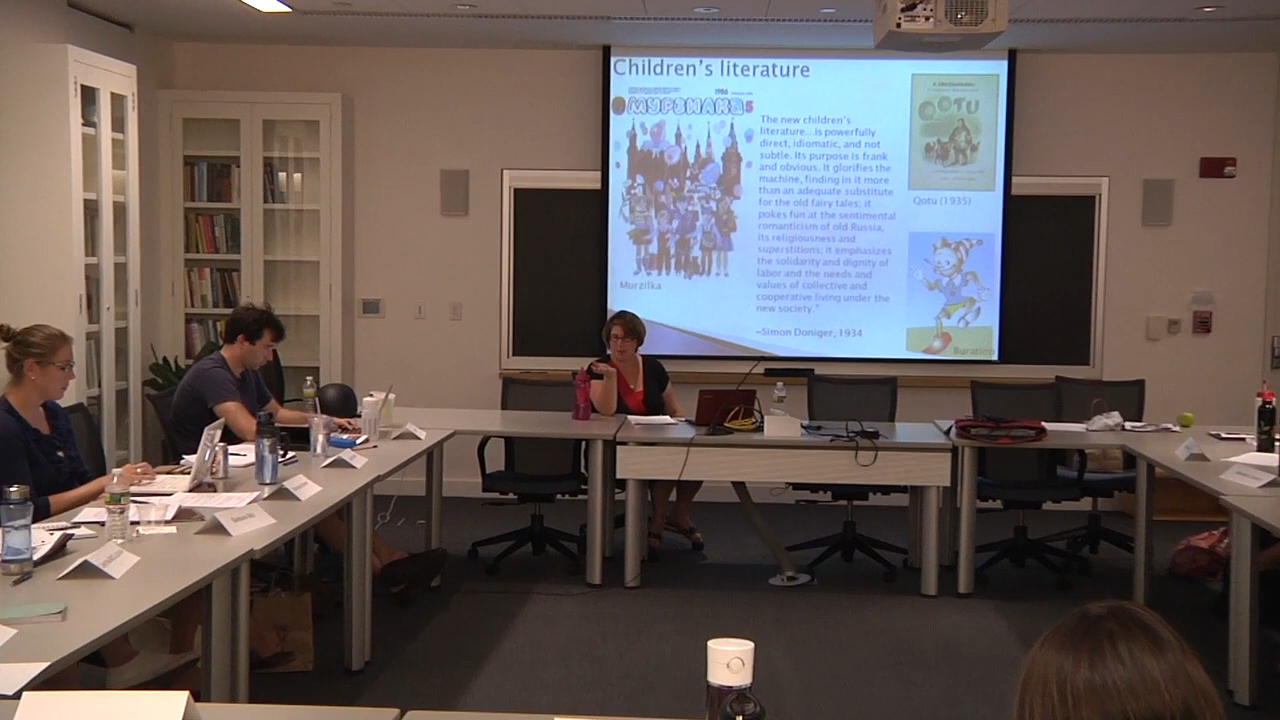 Children's literature
1986
МУРЗИЛКА 5
Murzilka
The new children's
literature...is powerfully
direct, idiomatic, and not
subtle. Its purpose is frank
and obvious. It glorifies the
machine, finding in it more
than an adequate substitute
for the old fairy tales; it
pokes fun at the sentimental
romanticism of old Russia,
its religiousness and
superstitions; it emphasizes
the solidarity and dignity of
labor and the needs and
values of collective and
cooperative living under the
new society."
–Simon Doniger, 1934
QOTU
Qotu (1935)
Buratino